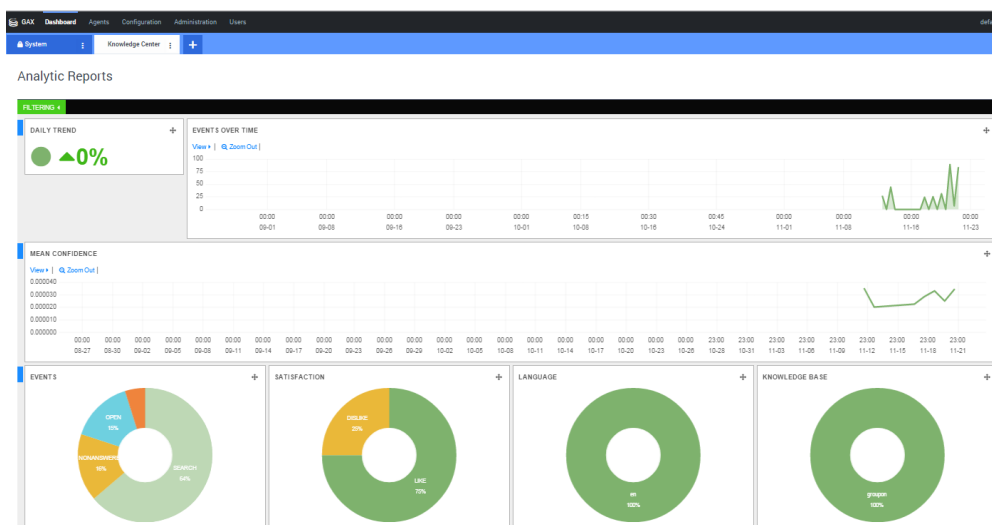 GAX Dashboard Agents Configuration Administration Users defa
System Knowledge Center +
Analytic Reports
FILTERING
DAILY TREND
0%
EVENTS OVER TIME
View | Zoom Out |
100
75
50
25
0
00:00 00:00 00:00 00:00 00:00 00:15 00:30 00:45 00:00 00:00 00:00 00:00
09-01 09-08 09-16 09-23 10-01 10-08 10-16 10-24 11-01 11-08 11-16 11-23
MEAN CONFIDENCE
View | Zoom Out |
0.000040
0.000030
0.000020
0.000010
0.000000
00:00 00:00 00:00 00:00 00:00 00:00 00:00 00:00 00:00 00:00 00:00 00:00 00:00 00:00 00:00 00:00 00:00 00:00 00:00 00:00 00:00 23:00 23:00 23:00 23:00 23:00 23:00 23:00 23:00 23:00
08-27 08-30 09-02 09-05 09-08 09-11 09-14 09-17 09-20 09-23 09-26 09-29 10-02 10-05 10-08 10-11 10-14 10-17 10-20 10-23 10-26 10-28 10-31 11-03 11-06 11-09 11-12 11-15 11-18 11-21
EVENTS
OPEN
15%
NONANSWERE
16%
SEARCH
64%
SATISFACTION
DISLIKE
25%
LIKE
75%
LANGUAGE
en
100%
KNOWLEDGE BASE
groupon
100%